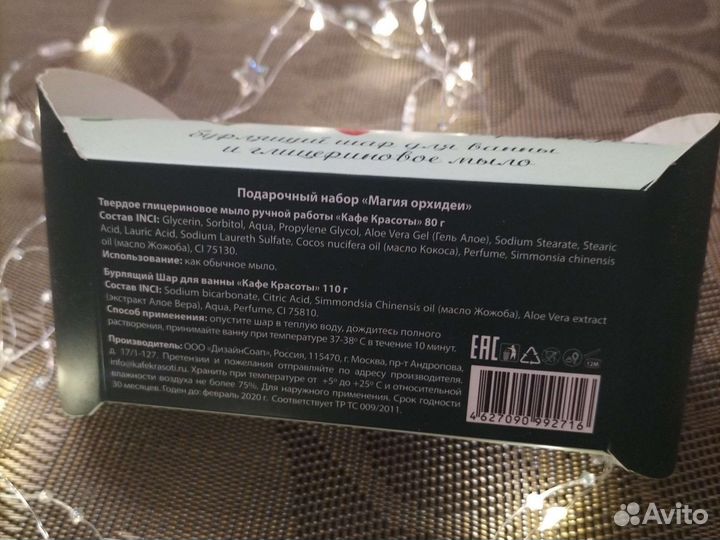 бурлящий шар для ванны
и глицериновое мыло
Подарочный набор «Магия орхидеи»
Твердое глицериновое мыло ручной работы «Кафе Красоты» 80 г
Состав INCI: Glycerin, Sorbitol, Aqua, Propylene Glycol, Aloe Vera Gel (Гель Алое), Sodium Stearate, Stearic
Acid, Lauric Acid, Sodium Laureth Sulfate, Cocos nucifera oil (масло Кокоса), Perfume, Simmonsia chinensis
oil (масло Жожоба), CI 75130.
Использование: как обычное мыло.
Бурлящий Шар для ванны «Кафе Красоты» 110 г
Состав INCI: Sodium bicarbonate, Citric Acid, Simmondsia Chinensis oil (масло Жожоба), Aloe Vera extract
(экстракт Алое Вера), Aqua, Perfume, CI 75810.
Способ применения: опустите шар в теплую воду, дождитесь полного
растворения, принимайте ванну при температуре 37-38° С в течение 10 минут.
Производитель: ООО «ДизайнСоап», Россия, 115470, г. Москва, пр-т Андропова,
д. 17/1-127. Претензии и пожелания отправляйте по адресу производителя.
info@kafekrasoti.ru. Хранить при температуре от +5° до +25° С и относительной
влажности воздуха не более 75%. Для наружного применения. Срок годности
30 месяцев. Годен до: февраль 2020 г. Соответствует ТР ТС 009/2011.
EAC
12M
4627090992716
Avito